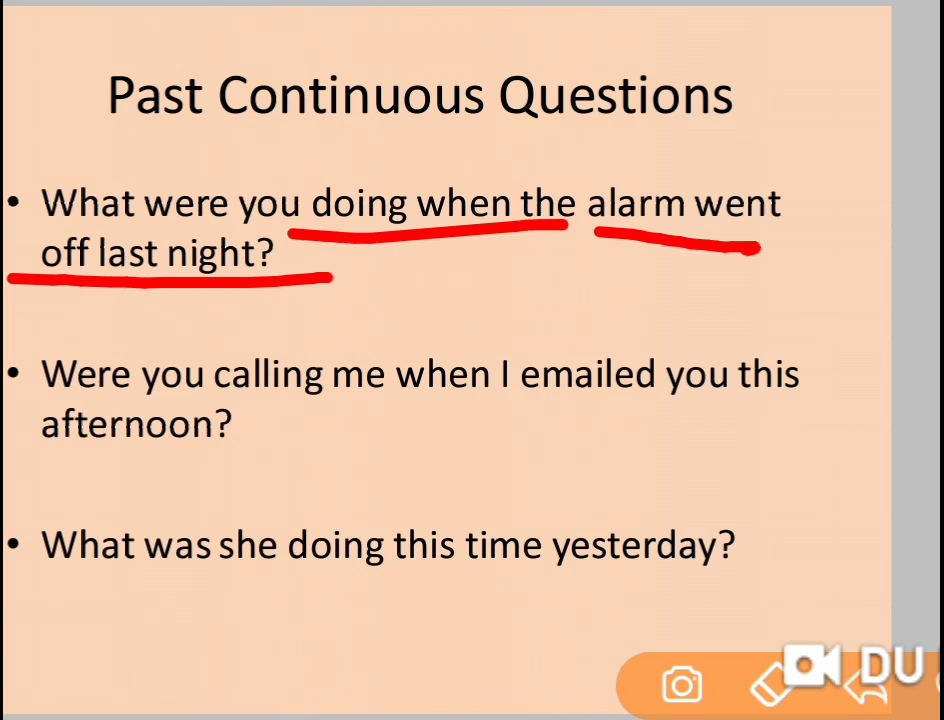 Past Continuous Questions
• What were you doing when the alarm went
off last night?
• Were you calling me when I emailed you this
afternoon?
• What was she doing this time yesterday?
DU